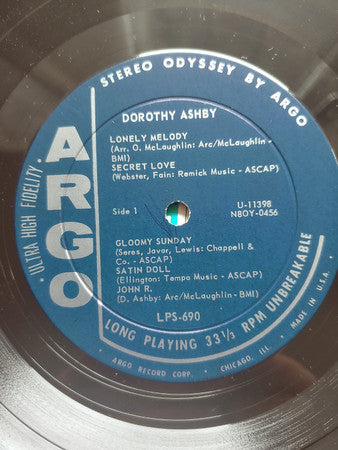 STEREO ODYSSEY BY ARGO
DOROTHY ASHBY
LONELY MELODY
(Arr. O. McLaughlin: Arc/McLaughlin -
BMI)
SECRET LOVE
(Webster, Fain: Remick Music - ASCAP)
Side 1
U-11398
N8OY-0456
GLOOMY SUNDAY
(Seres, Javor, Lewis: Chappell &
Co. - ASCAP)
SATIN DOLL
(Ellington: Tempo Music - ASCAP)
JOHN R.
(D. Ashby: Arc/McLaughlin - BMI)
LPS-690
ARGO
ULTRA HIGH FIDELITY
LONG PLAYING 33 1/3 RPM UNBREAKABLE
ARGO RECORD CORP. • CHICAGO, ILL. • MADE IN U.S.A.